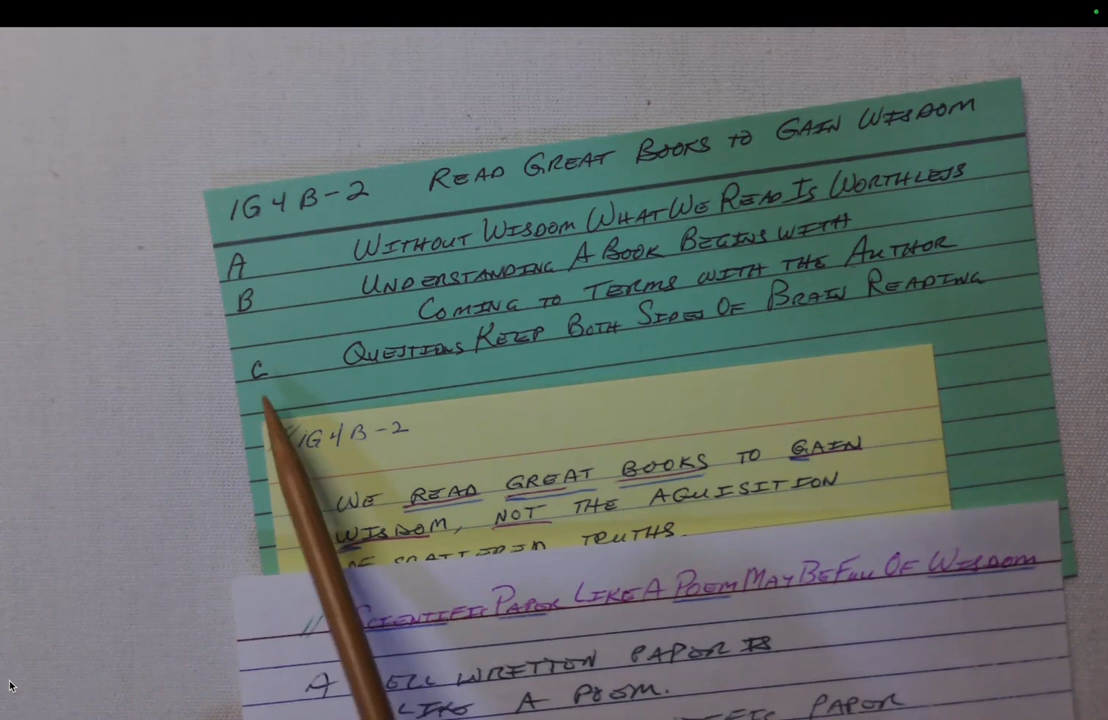 1G4B-2 READ GREAT BOOKS TO GAIN WISDOM
A WITHOUT WISDOM WHAT WE READ IS WORTHLESS
B UNDERSTANDING A BOOK BEGINS WITH
COMING TO TERMS WITH THE AUTHOR
C QUESTIONS KEEP BOTH SIDES OF BRAIN READING
1G4B-2
WE READ GREAT BOOKS TO GAIN
WISDOM, NOT THE AQUISITION
OF TRUTHS.
SCIENTIFIC PAPER LIKE A POEM MAY BE FULL OF WISDOM
A WELL WRITTON PAPER IS
LIKE A POEM.
PAPER